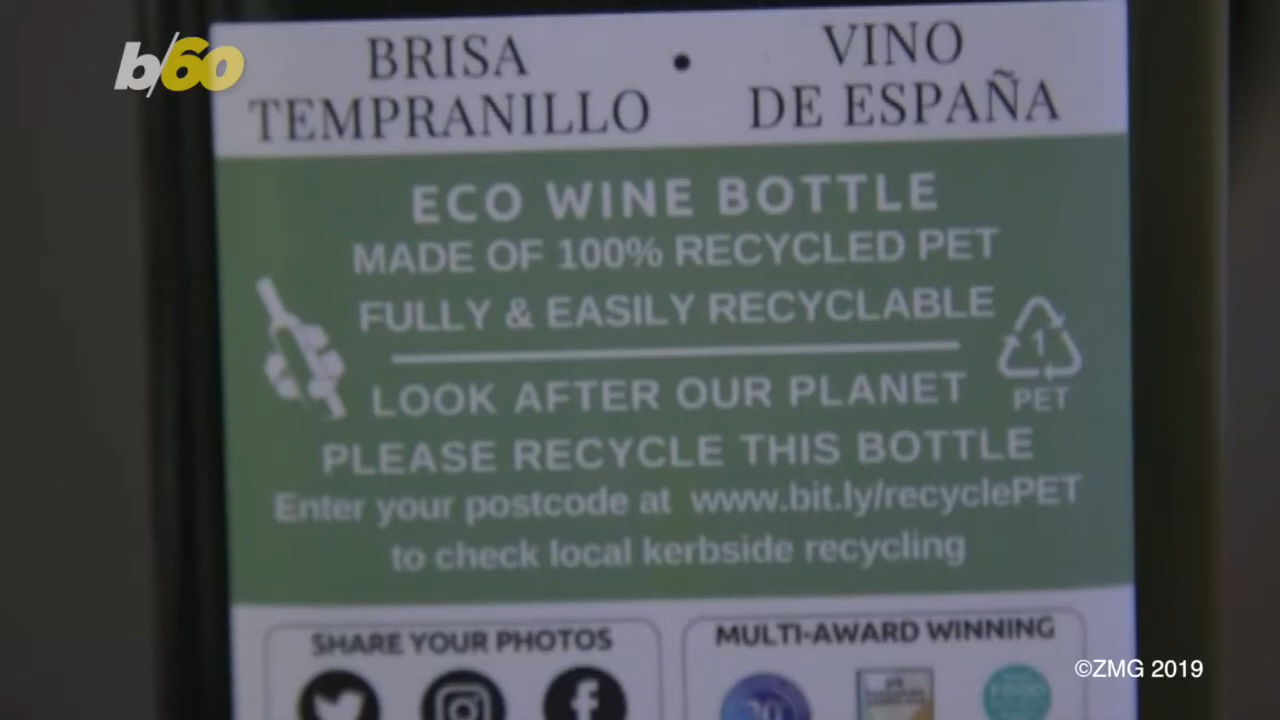 b/60
BRISA
TEMPRANILLO
•
VINO
DE ESPAÑA
ECO WINE BOTTLE
MADE OF 100% RECYCLED PET
FULLY & EASILY RECYCLABLE
1
PET
LOOK AFTER OUR PLANET
PLEASE RECYCLE THIS BOTTLE
Enter your postcode at www.bit.ly/recyclePET
to check local kerbside recycling
SHARE YOUR PHOTOS
MULTI-AWARD WINNING
©ZMG 2019